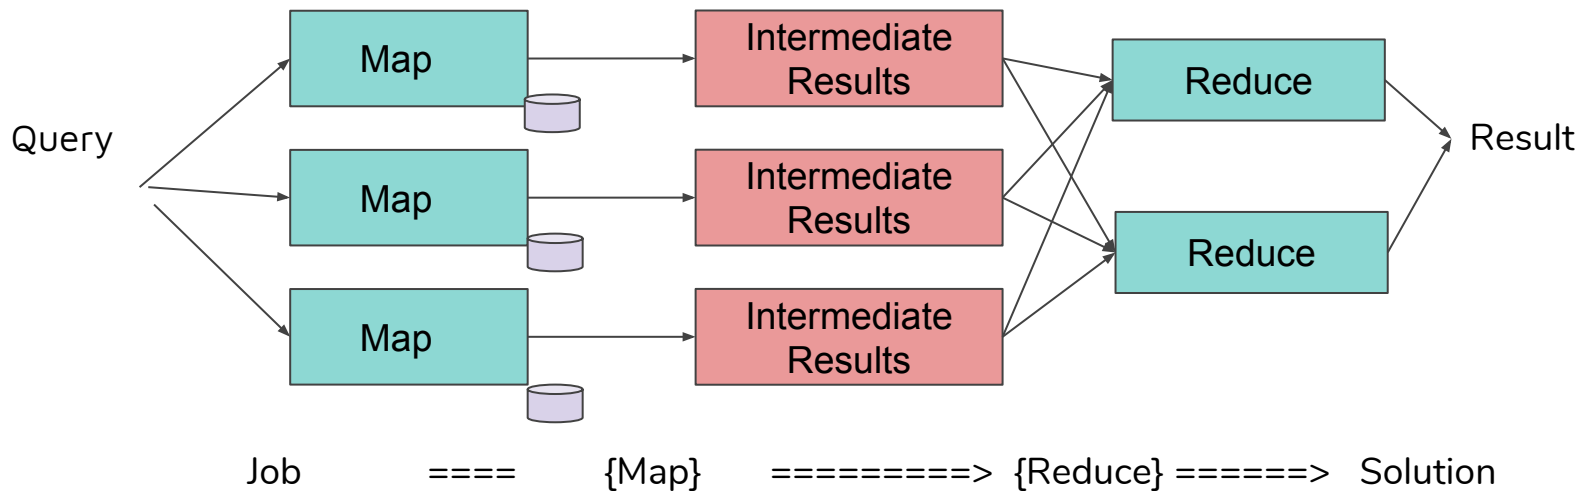 Query
Map
Map
Map
Intermediate
Results
Intermediate
Results
Intermediate
Results
Reduce
Reduce
Result
Job ==== {Map} =========> {Reduce} ======> Solution